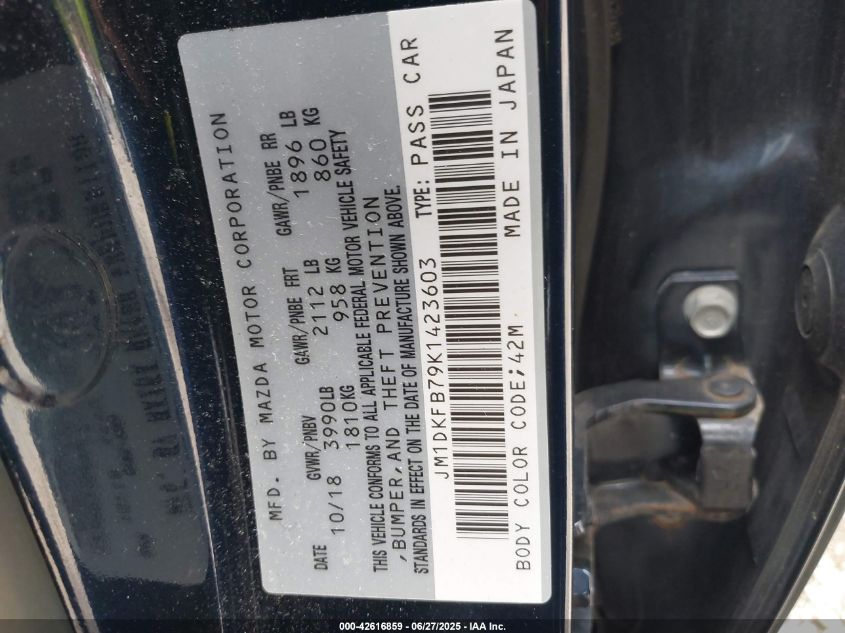 MFD. BY MAZDA MOTOR CORPORATION
DATE GVWR/PNBV GAWR/PNBE FRT GAWR/PNBE RR
10/18 3990LB 2112 LB 1896 LB
1810KG 958 KG 860 KG
THIS VEHICLE CONFORMS TO ALL APPLICABLE FEDERAL MOTOR VEHICLE SAFETY
,BUMPER,AND THEFT PREVENTION
STANDARDS IN EFFECT ON THE DATE OF MANUFACTURE SHOWN ABOVE.
JM1DKFB79K1423603 TYPE: PASS CAR
BODY COLOR CODE;42M MADE IN JAPAN
000-42616859 - 06/27/2025 - IAA Inc.